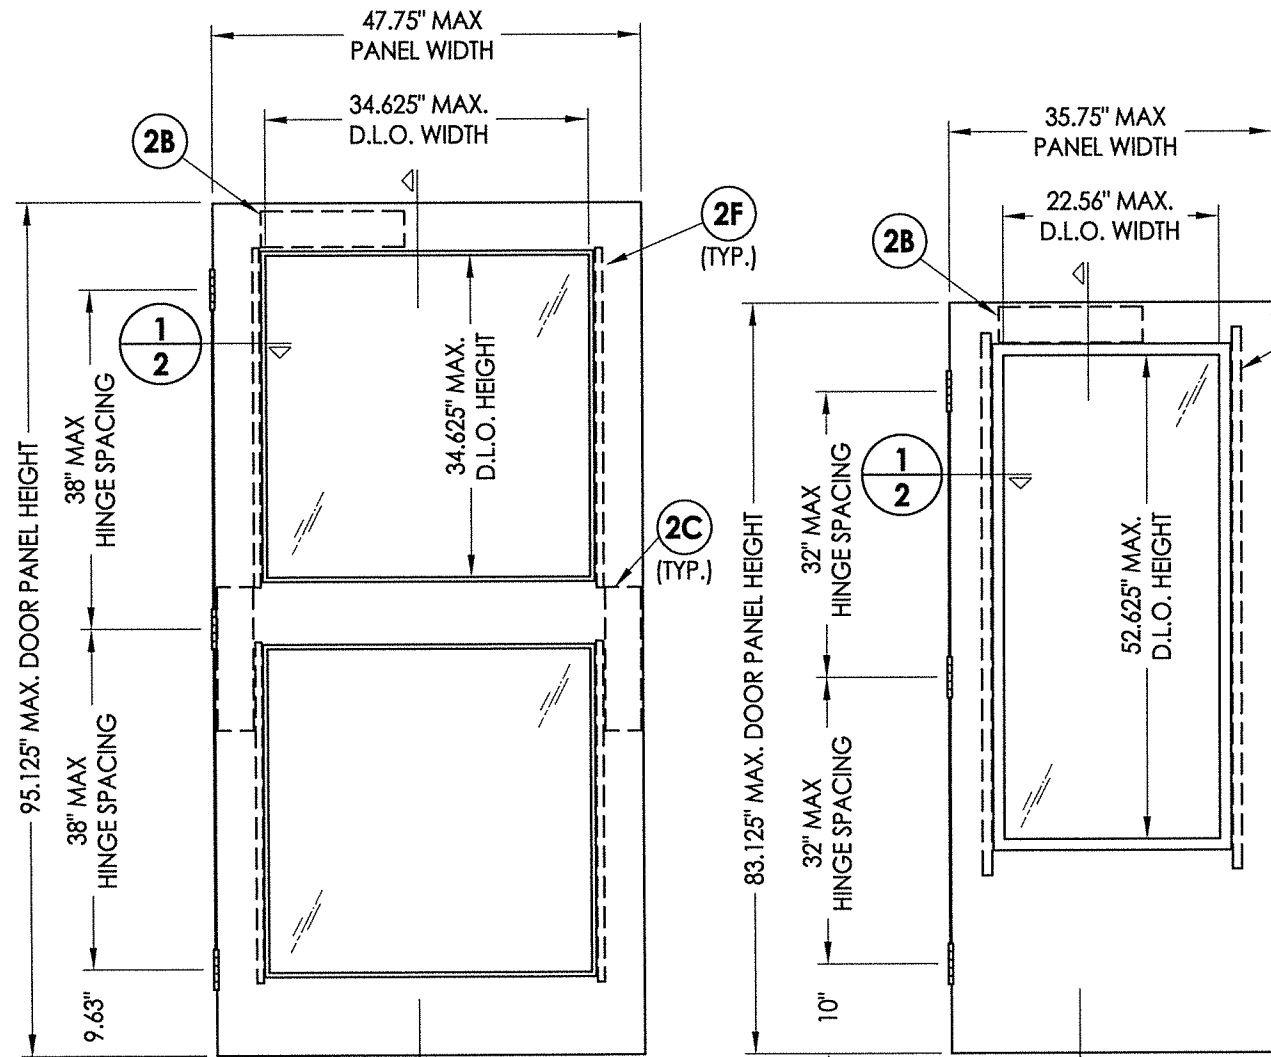 47.75" MAX
PANEL WIDTH
34.625" MAX.
D.L.O. WIDTH
2B
2F
(TYP.)
1
2
34.625" MAX.
D.L.O. HEIGHT
38" MAX
HINGE SPACING
95.125" MAX. DOOR PANEL HEIGHT
2C
(TYP.)
38" MAX
HINGE SPACING
9.63"
35.75" MAX
PANEL WIDTH
22.56" MAX.
D.L.O. WIDTH
2B
1
2
32" MAX
HINGE SPACING
83.125" MAX. DOOR PANEL HEIGHT
52.625" MAX.
D.L.O. HEIGHT
32" MAX
HINGE SPACING
10"